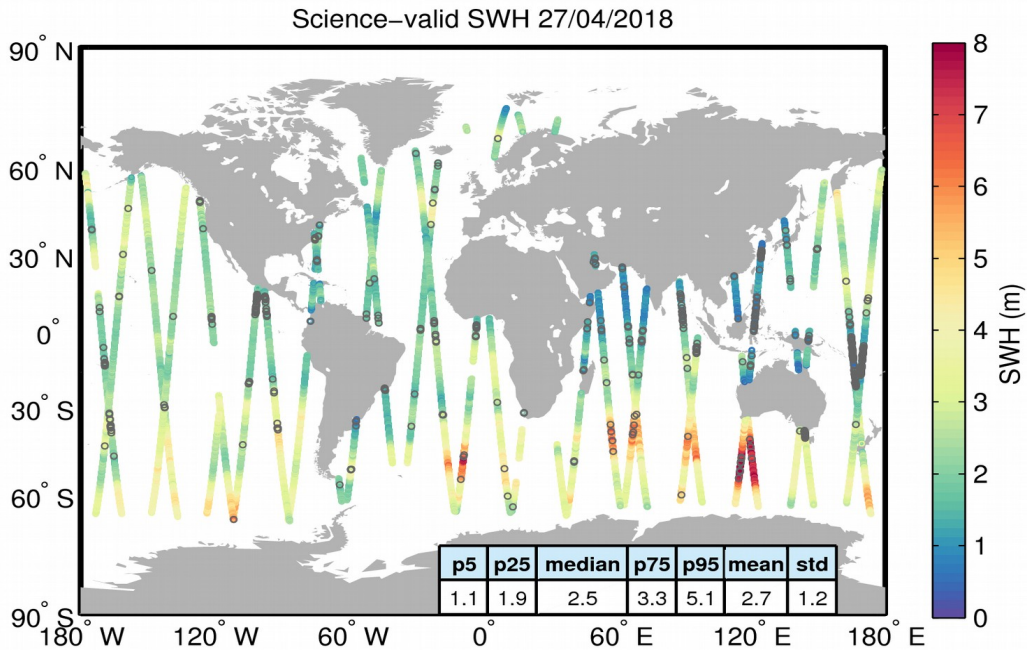 Science−valid SWH 27/04/2018
90° N
60° N
30° N
0°
30° S
60° S
90° S
180° W 120° W 60° W 0° 60° E 120° E 180° E
p5 p25 median p75 p95 mean std
1.1 1.9 2.5 3.3 5.1 2.7 1.2
8
7
6
5
4
3
2
1
0
SWH (m)